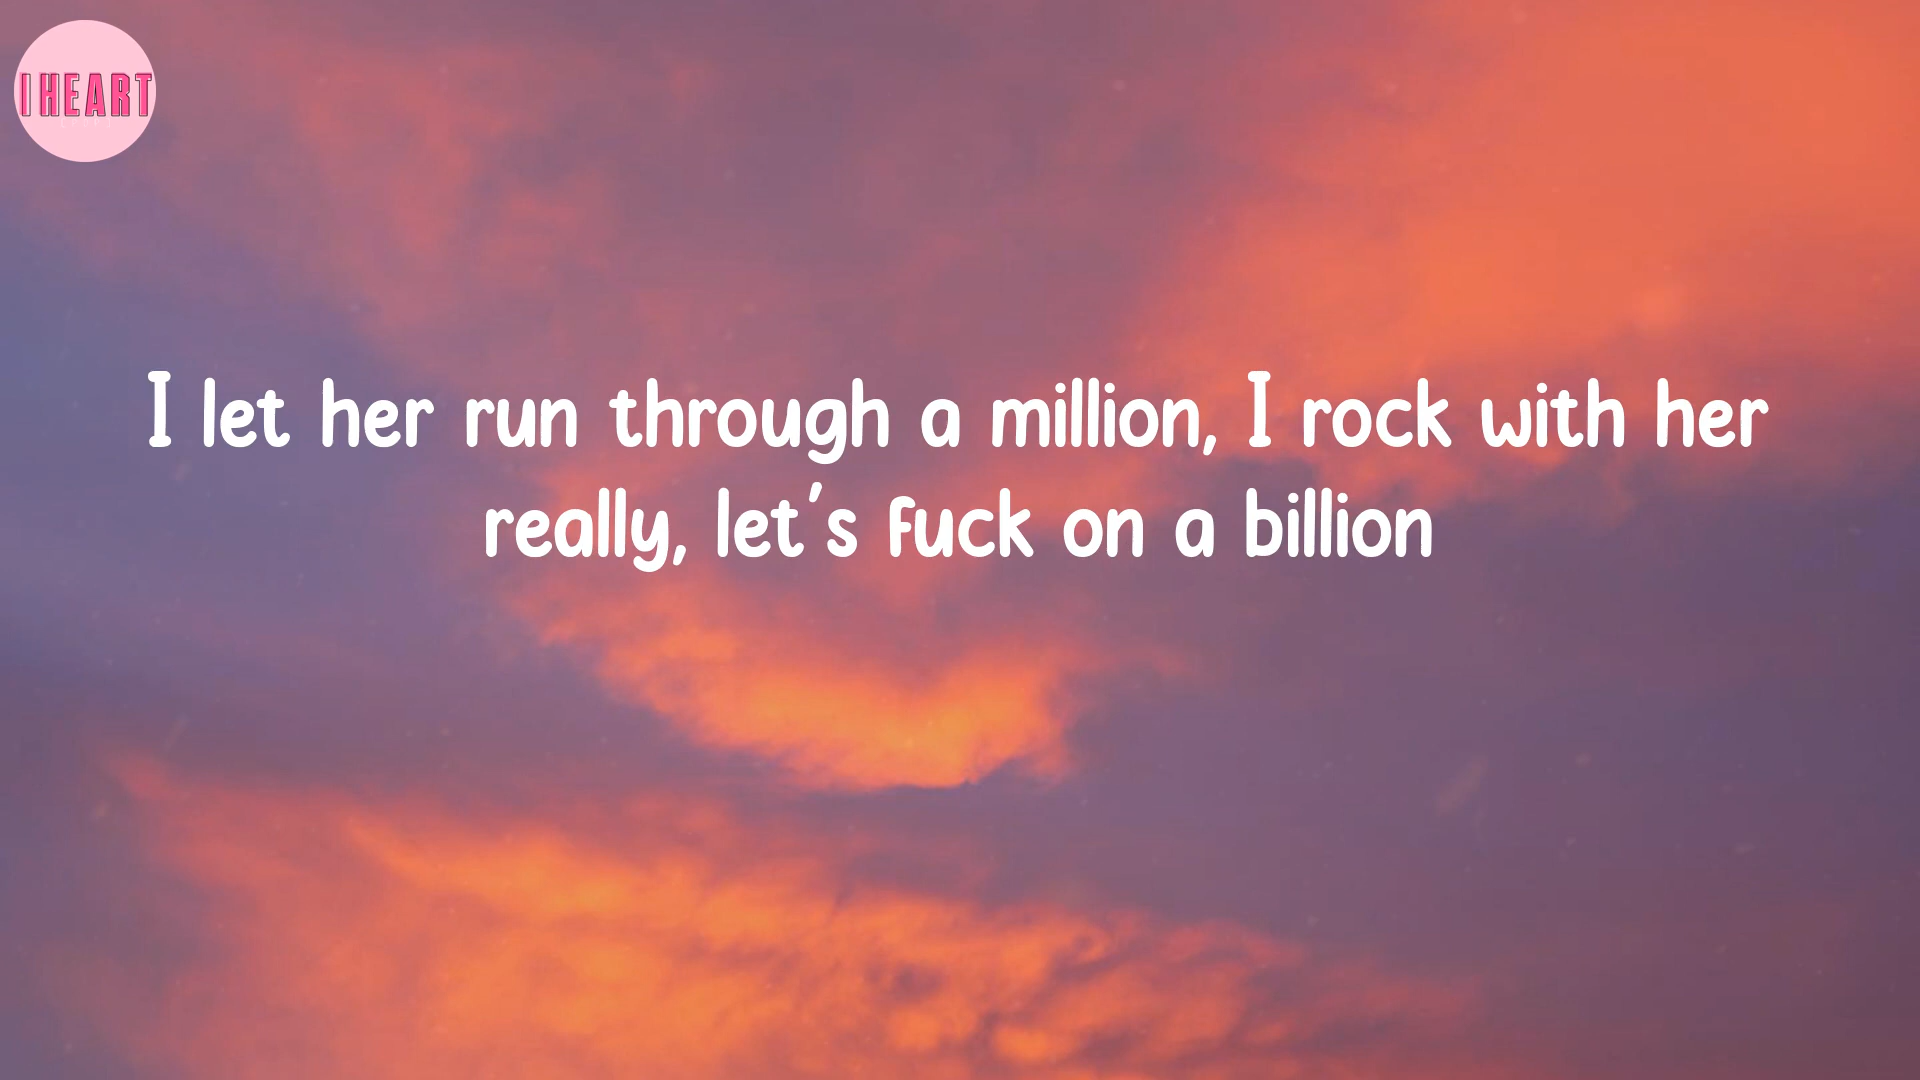 I HEART
I let her run through a million, I rock with her
really, let's fuck on a billion